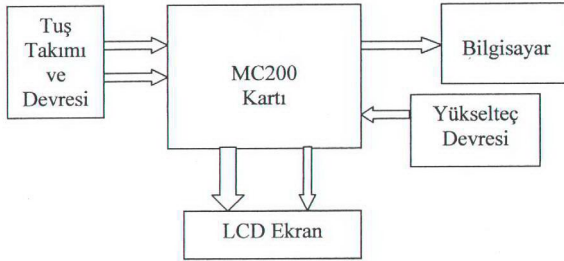 Tuş
Takımı
ve
Devresi
MC200
Kartı
Bilgisayar
Yükselteç
Devresi
LCD Ekran